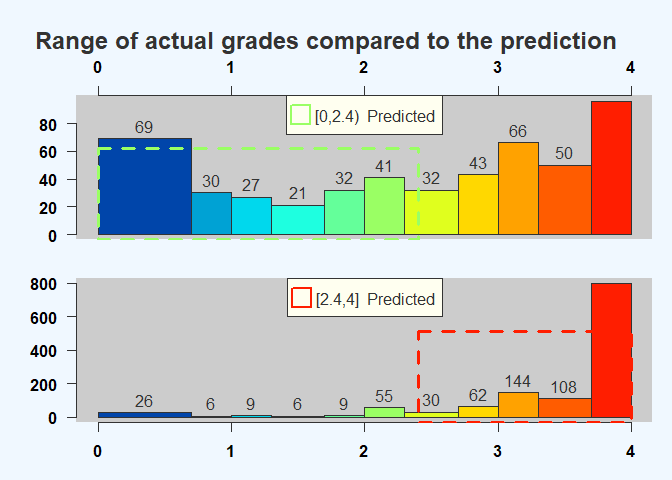 Range of actual grades compared to the prediction
0 1 2 3 4
[0,2.4) Predicted
80
60
40
20
0
69 30 27 21 32 41 32 43 66 50
[2.4,4] Predicted
800
600
400
200
0
26 6 9 6 9 55 30 62 144 108
0 1 2 3 4